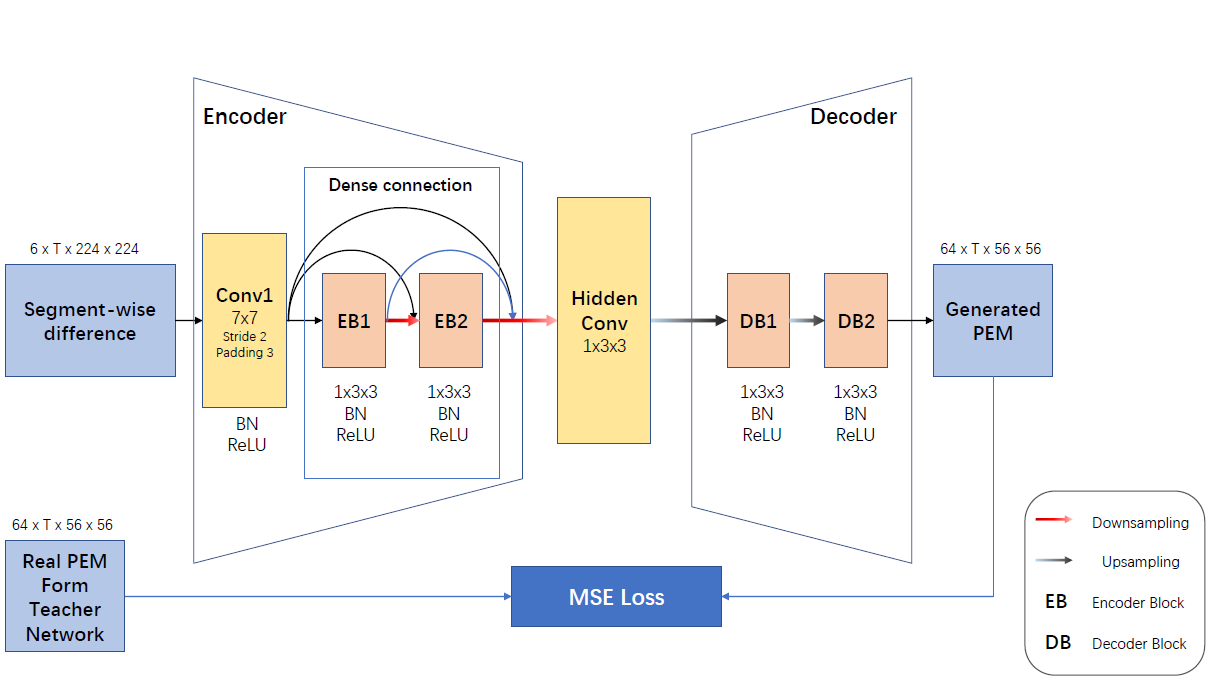 Encoder
Decoder
Dense connection
6 x T x 224 x 224
Segment-wise
difference
Conv1
7x7
Stride 2
Padding 3
BN
ReLU
EB1
1x3x3
BN
ReLU
EB2
1x3x3
BN
ReLU
Hidden
Conv
1x3x3
DB1
1x3x3
BN
ReLU
DB2
1x3x3
BN
ReLU
64 x T x 56 x 56
Generated
PEM
64 x T x 56 x 56
Real PEM
Form
Teacher
Network
MSE Loss
Downsampling
Upsampling
EB Encoder Block
DB Decoder Block